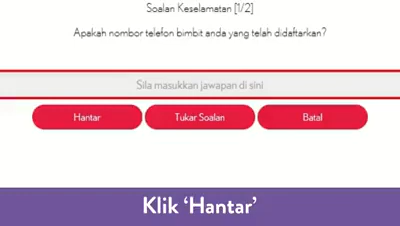 Soalan Keselamatan [1/2]
Apakah nombor telefon bimbit anda yang telah didaftarkan?
Sila masukkan jawapan di sini
Hantar Tukar Soalan Batal
Klik ‘Hantar’